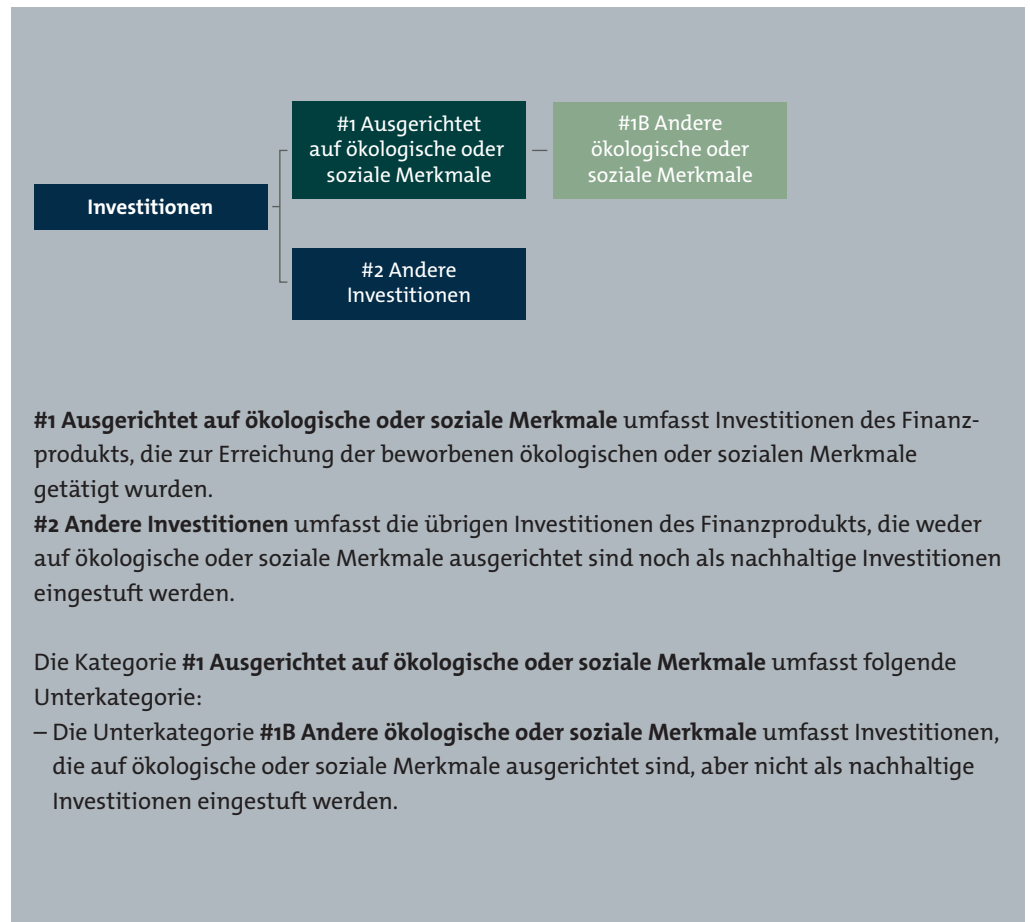 #1 Ausgerichtet
auf ökologische oder
soziale Merkmale
#1B Andere
ökologische oder
soziale Merkmale
Investitionen
#2 Andere
Investitionen
#1 Ausgerichtet auf ökologische oder soziale Merkmale umfasst Investitionen des Finanz-
produkts, die zur Erreichung der beworbenen ökologischen oder sozialen Merkmale
getätigt wurden.
#2 Andere Investitionen umfasst die übrigen Investitionen des Finanzprodukts, die weder
auf ökologische oder soziale Merkmale ausgerichtet sind noch als nachhaltige Investitionen
eingestuft werden.
Die Kategorie #1 Ausgerichtet auf ökologische oder soziale Merkmale umfasst folgende
Unterkategorie:
– Die Unterkategorie #1B Andere ökologische oder soziale Merkmale umfasst Investitionen,
die auf ökologische oder soziale Merkmale ausgerichtet sind, aber nicht als nachhaltige
Investitionen eingestuft werden.